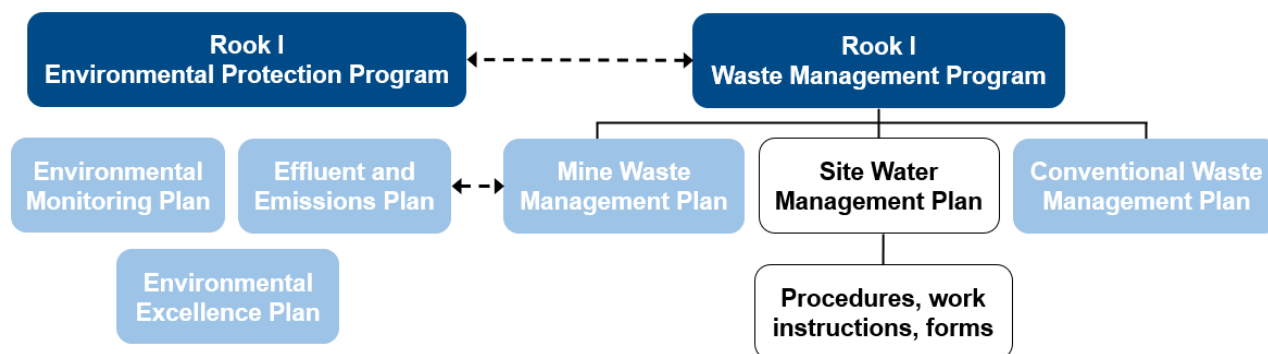 Rook I
Environmental Protection Program
Rook I
Waste Management Program
Environmental
Monitoring Plan
Effluent and
Emissions Plan
Mine Waste
Management Plan
Site Water
Management Plan
Conventional Waste
Management Plan
Environmental
Excellence Plan
Procedures, work
instructions, forms